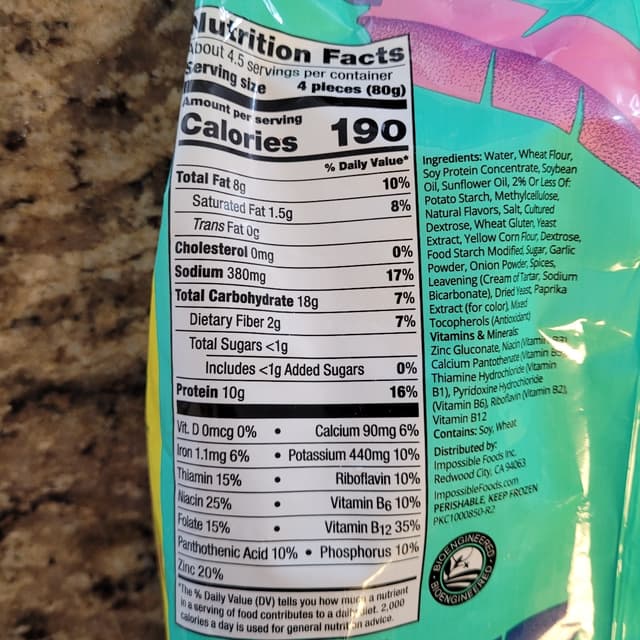 Nutrition Facts
About 4.5 servings per container
Serving size 4 pieces (80g)
Amount per serving
Calories 190
% Daily Value*
Total Fat 8g 10%
Saturated Fat 1.5g 8%
Trans Fat 0g
Cholesterol 0mg 0%
Sodium 380mg 17%
Total Carbohydrate 18g 7%
Dietary Fiber 2g 7%
Total Sugars <1g
Includes <1g Added Sugars 0%
Protein 10g 16%
Vit. D 0mcg 0% • Calcium 90mg 6%
Iron 1.1mg 6% • Potassium 440mg 10%
Thiamin 15% • Riboflavin 10%
Niacin 25% • Vitamin B6 10%
Folate 15% • Vitamin B12 35%
Panthothenic Acid 10% • Phosphorus 10%
Zinc 20%
*The % Daily Value (DV) tells you how much a nutrient
in a serving of food contributes to a daily diet. 2,000
calories a day is used for general nutrition advice.
Ingredients: Water, Wheat Flour,
Soy Protein Concentrate, Soybean
Oil, Sunflower Oil, 2% Or Less Of:
Potato Starch, Methylcellulose,
Natural Flavors, Salt, Cultured
Dextrose, Wheat Gluten, Yeast
Extract, Yellow Corn Flour, Dextrose,
Food Starch Modified, Sugar, Garlic
Powder, Onion Powder, Spices,
Leavening (Cream of Tartar, Sodium
Bicarbonate), Dried Yeast, Paprika
Extract (for color), Mixed
Tocopherols (Antioxidant)
Vitamins & Minerals:
Zinc Gluconate, Niacin (Vitamin B3),
Calcium Pantothenate (Vitamin B5),
Thiamine Hydrochloride (Vitamin
B1), Pyridoxine Hydrochloride
(Vitamin B6), Riboflavin (Vitamin B2),
Vitamin B12
Contains: Soy, Wheat
Distributed by:
Impossible Foods Inc.
Redwood City, CA 94063
ImpossibleFoods.com
PERISHABLE, KEEP FROZEN
PKC1000850-R2
BIOENGINEERED
BIOENGINEERED